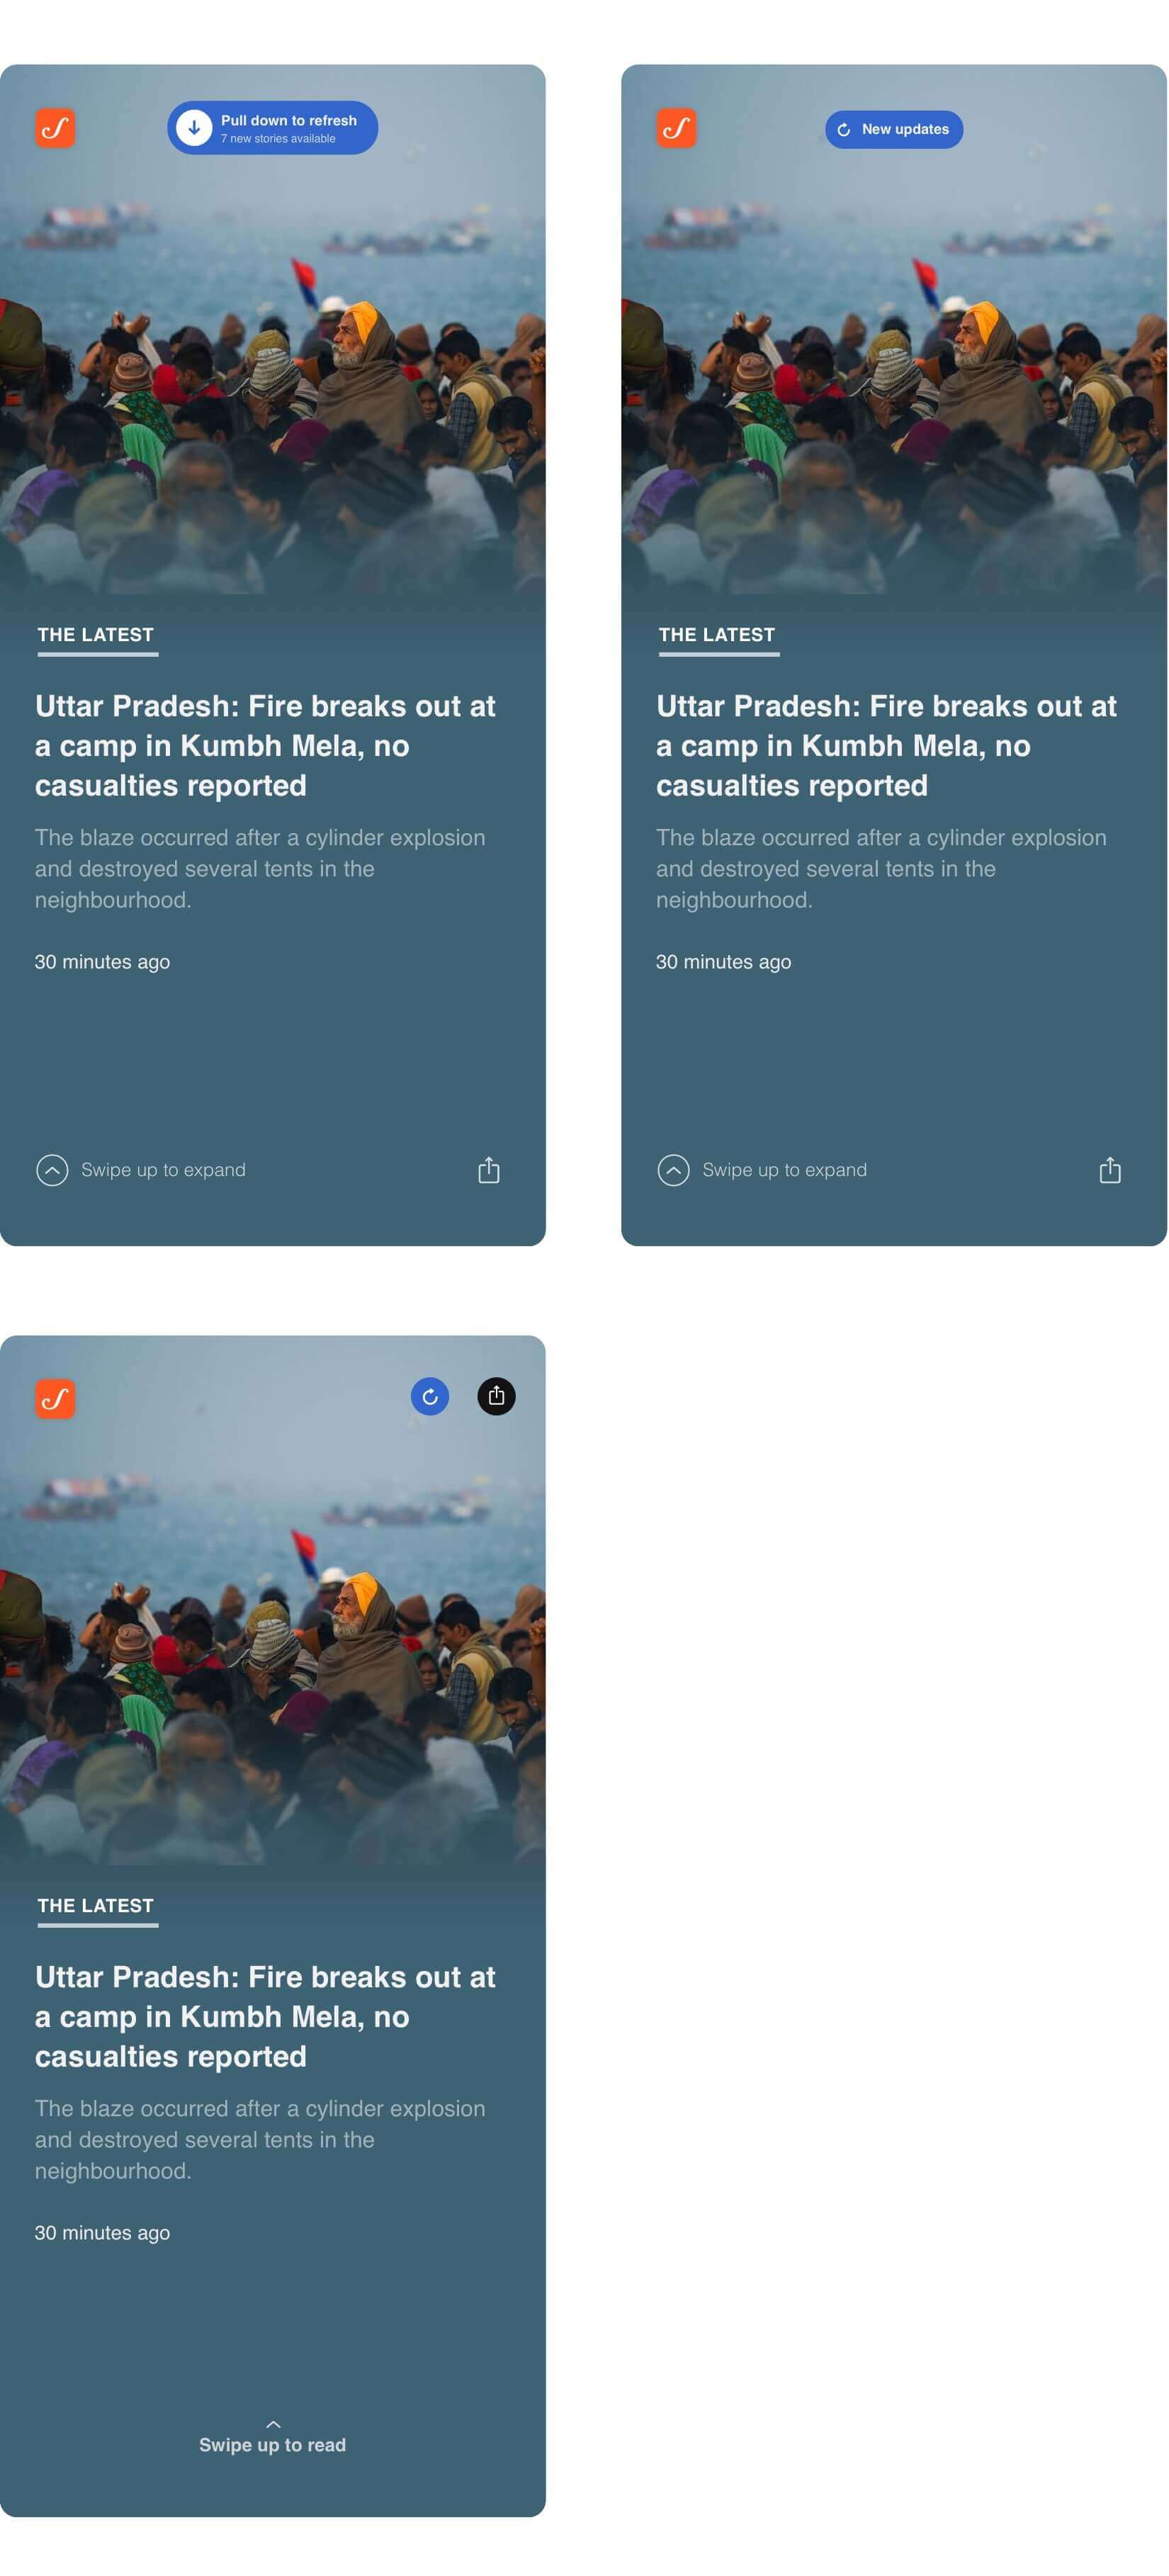 Pull down to refresh
7 new stories available
THE LATEST
Uttar Pradesh: Fire breaks out at
a camp in Kumbh Mela, no
casualties reported
The blaze occurred after a cylinder explosion
and destroyed several tents in the
neighbourhood.
30 minutes ago
Swipe up to expand
New updates
THE LATEST
Uttar Pradesh: Fire breaks out at
a camp in Kumbh Mela, no
casualties reported
The blaze occurred after a cylinder explosion
and destroyed several tents in the
neighbourhood.
30 minutes ago
Swipe up to expand
THE LATEST
Uttar Pradesh: Fire breaks out at
a camp in Kumbh Mela, no
casualties reported
The blaze occurred after a cylinder explosion
and destroyed several tents in the
neighbourhood.
30 minutes ago
Swipe up to read